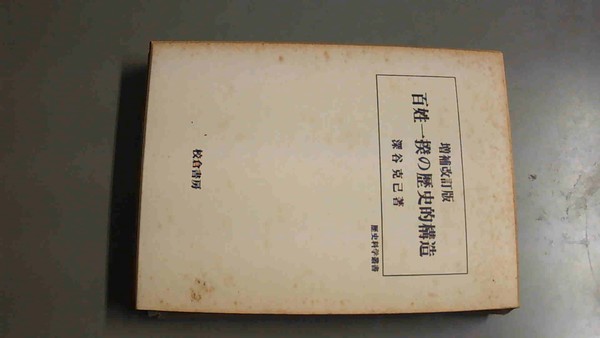 増補改訂版
百姓一揆の歴史的構造
深谷克己著
歴史科学叢書
校倉書房